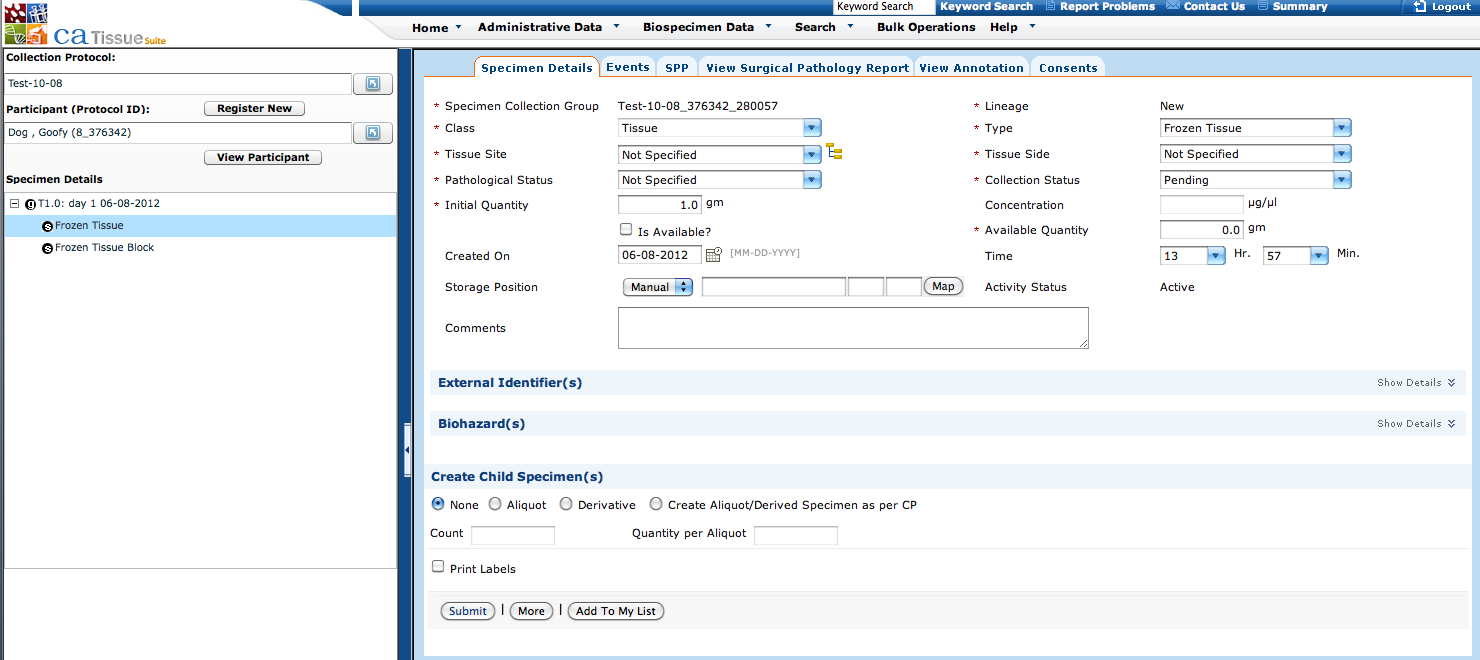 Keyword Search Keyword Search Report Problems Contact Us Summary Logout
ca Tissue Suite
Home Administrative Data Biospecimen Data Search Bulk Operations Help
Collection Protocol:
Test-10-08
Participant (Protocol ID): Register New
Dog , Goofy (8_376342)
View Participant
Specimen Details
T1.0: day 1 06-08-2012
S Frozen Tissue
S Frozen Tissue Block
Specimen Details Events SPP View Surgical Pathology Report View Annotation Consents
* Specimen Collection Group Test-10-08_376342_280057 * Lineage New
* Class Tissue * Type Frozen Tissue
* Tissue Site Not Specified * Tissue Side Not Specified
* Pathological Status Not Specified * Collection Status Pending
* Initial Quantity 1.0 gm Concentration µg/µl
Is Available? * Available Quantity 0.0 gm
Created On 06-08-2012 [MM-DD-YYYY] Time 13 Hr. 57 Min.
Storage Position Manual Map Activity Status Active
Comments
External Identifier(s) Show Details
Biohazard(s) Show Details
Create Child Specimen(s)
None Aliquot Derivative Create Aliquot/Derived Specimen as per CP
Count Quantity per Aliquot
Print Labels
Submit | More | Add To My List